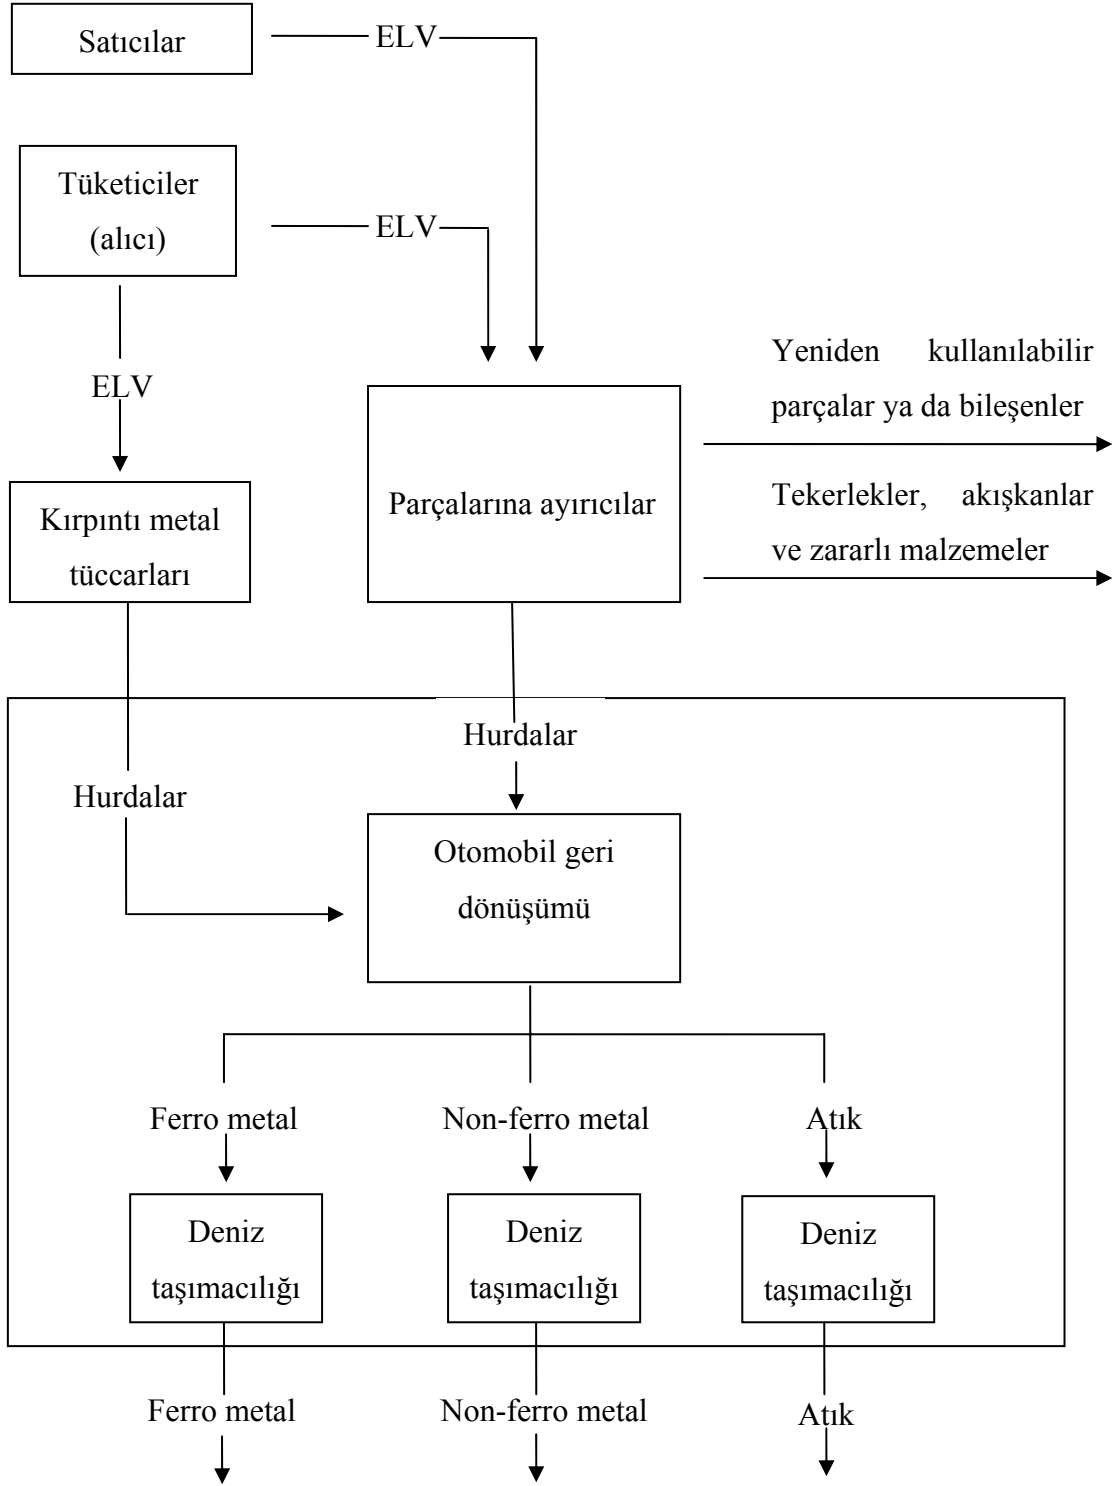 Satıcılar
ELV
Tüketiciler
(alıcı)
ELV
ELV
Yeniden kullanılabilir
parçalar ya da bileşenler
Parçalarına ayırıcılar
Tekerlekler, akışkanlar
ve zararlı malzemeler
Kırpıntı metal
tüccarları
Hurdalar
Hurdalar
Otomobil geri
dönüşümü
Ferro metal
Non-ferro metal
Atık
Deniz
taşımacılığı
Deniz
taşımacılığı
Deniz
taşımacılığı
Ferro metal
Non-ferro metal
Atık